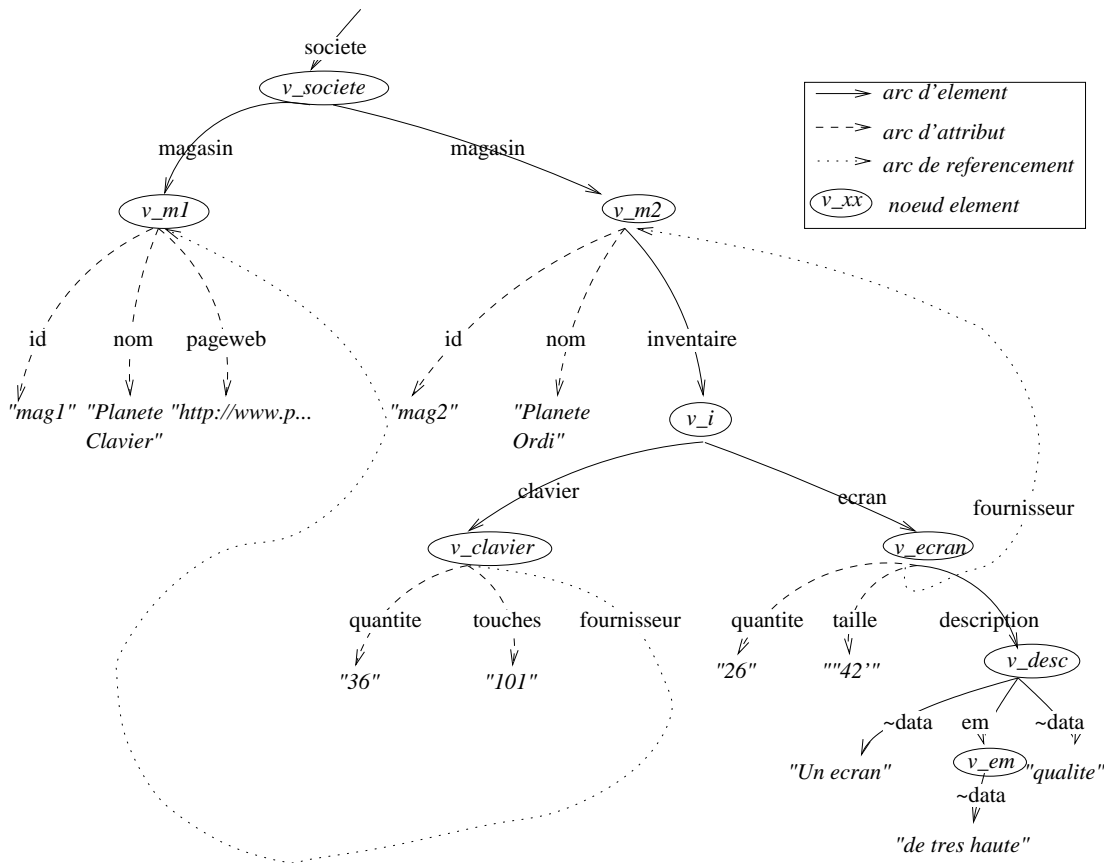 societe
v_societe
arc d'element
arc d'attribut
arc de referencement
v_xx noeud element
magasin magasin
v_m1 v_m2
id nom pageweb id nom inventaire
"mag1" "Planete Clavier" "http://www.p... "mag2" "Planete Ordi"
v_i
clavier ecran
fournisseur
v_clavier v_ecran
quantite touches fournisseur quantite taille description
"36" "101" "26" ""42'"
v_desc
~data em ~data
"Un ecran" v_em "qualite"
~data
"de tres haute"